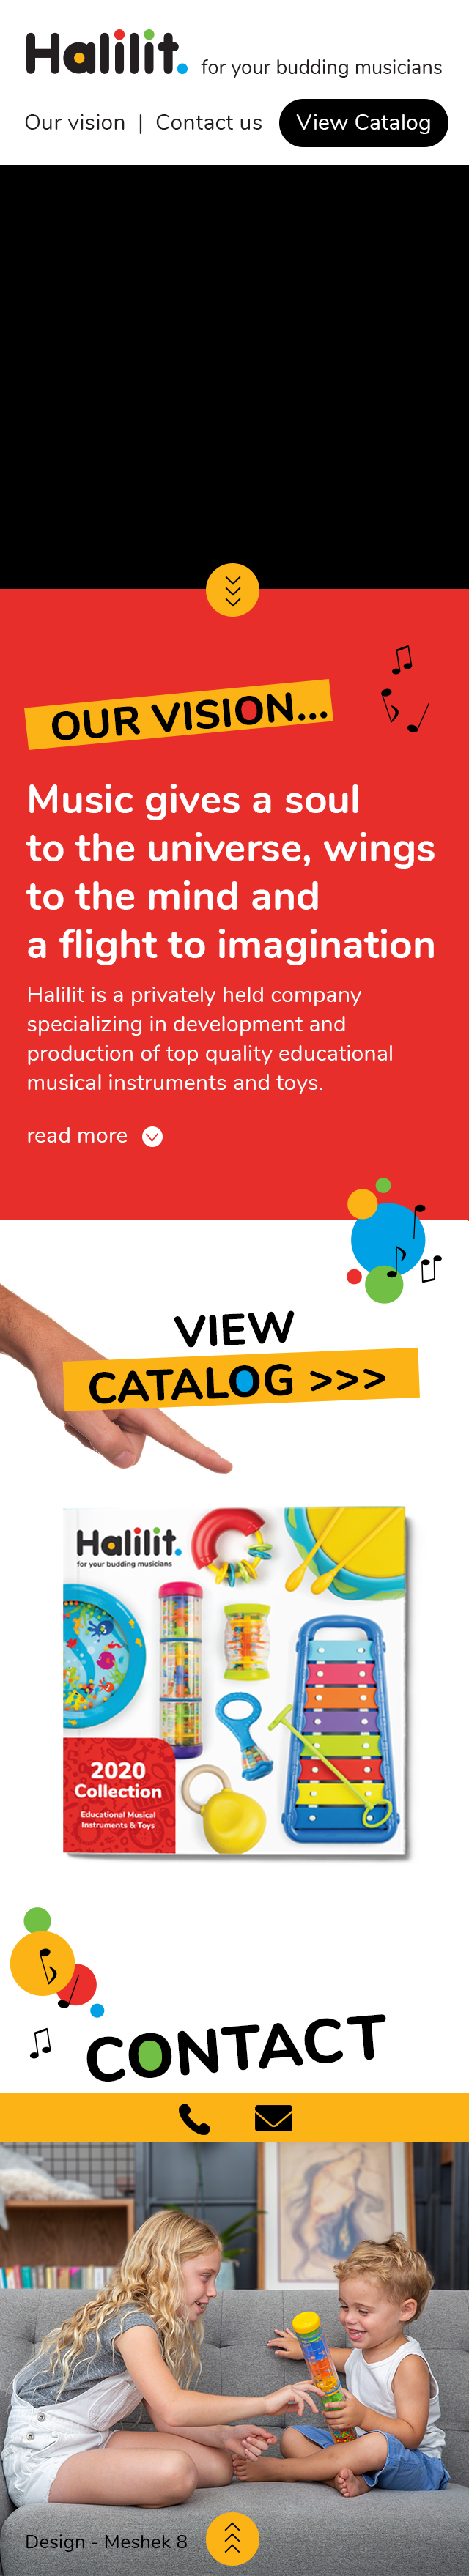 Halilit. for your budding musicians
Our vision | Contact us View Catalog
OUR VISION...
Music gives a soul
to the universe, wings
to the mind and
a flight to imagination
Halilit is a privately held company
specializing in development and
production of top quality educational
musical instruments and toys.
read more
VIEW
CATALOG >>>
Halilit.
for your budding musicians
2020
Collection
Educational Musical
Instruments & Toys
CONTACT
Design - Meshek 8